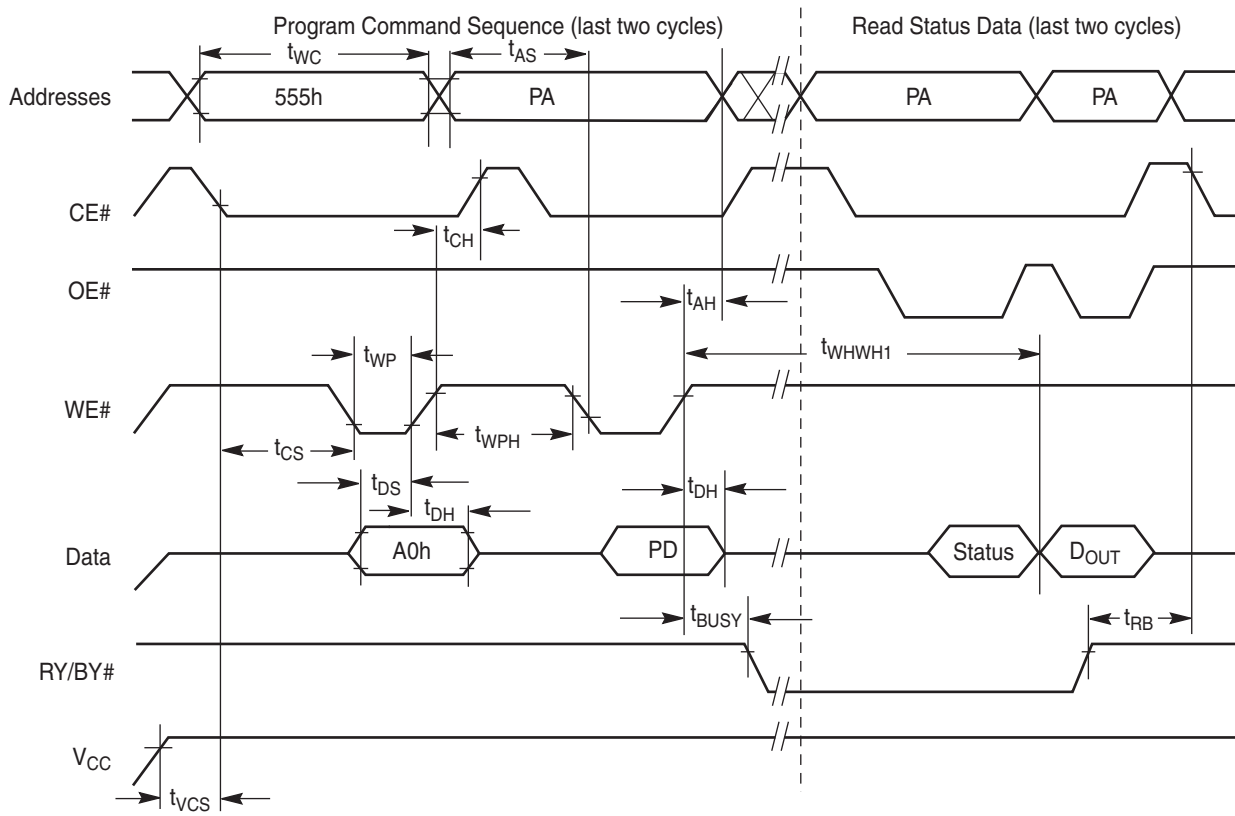 Program Command Sequence (last two cycles)
Read Status Data (last two cycles)
tWC
tAS
Addresses
555h
PA
PA
PA
CE#
tCH
OE#
tAH
tWP
tWHWH1
WE#
tCS
tWPH
tDS
tDH
tDH
Data
A0h
PD
Status
DOUT
tBUSY
tRB
RY/BY#
VCC
tVCS